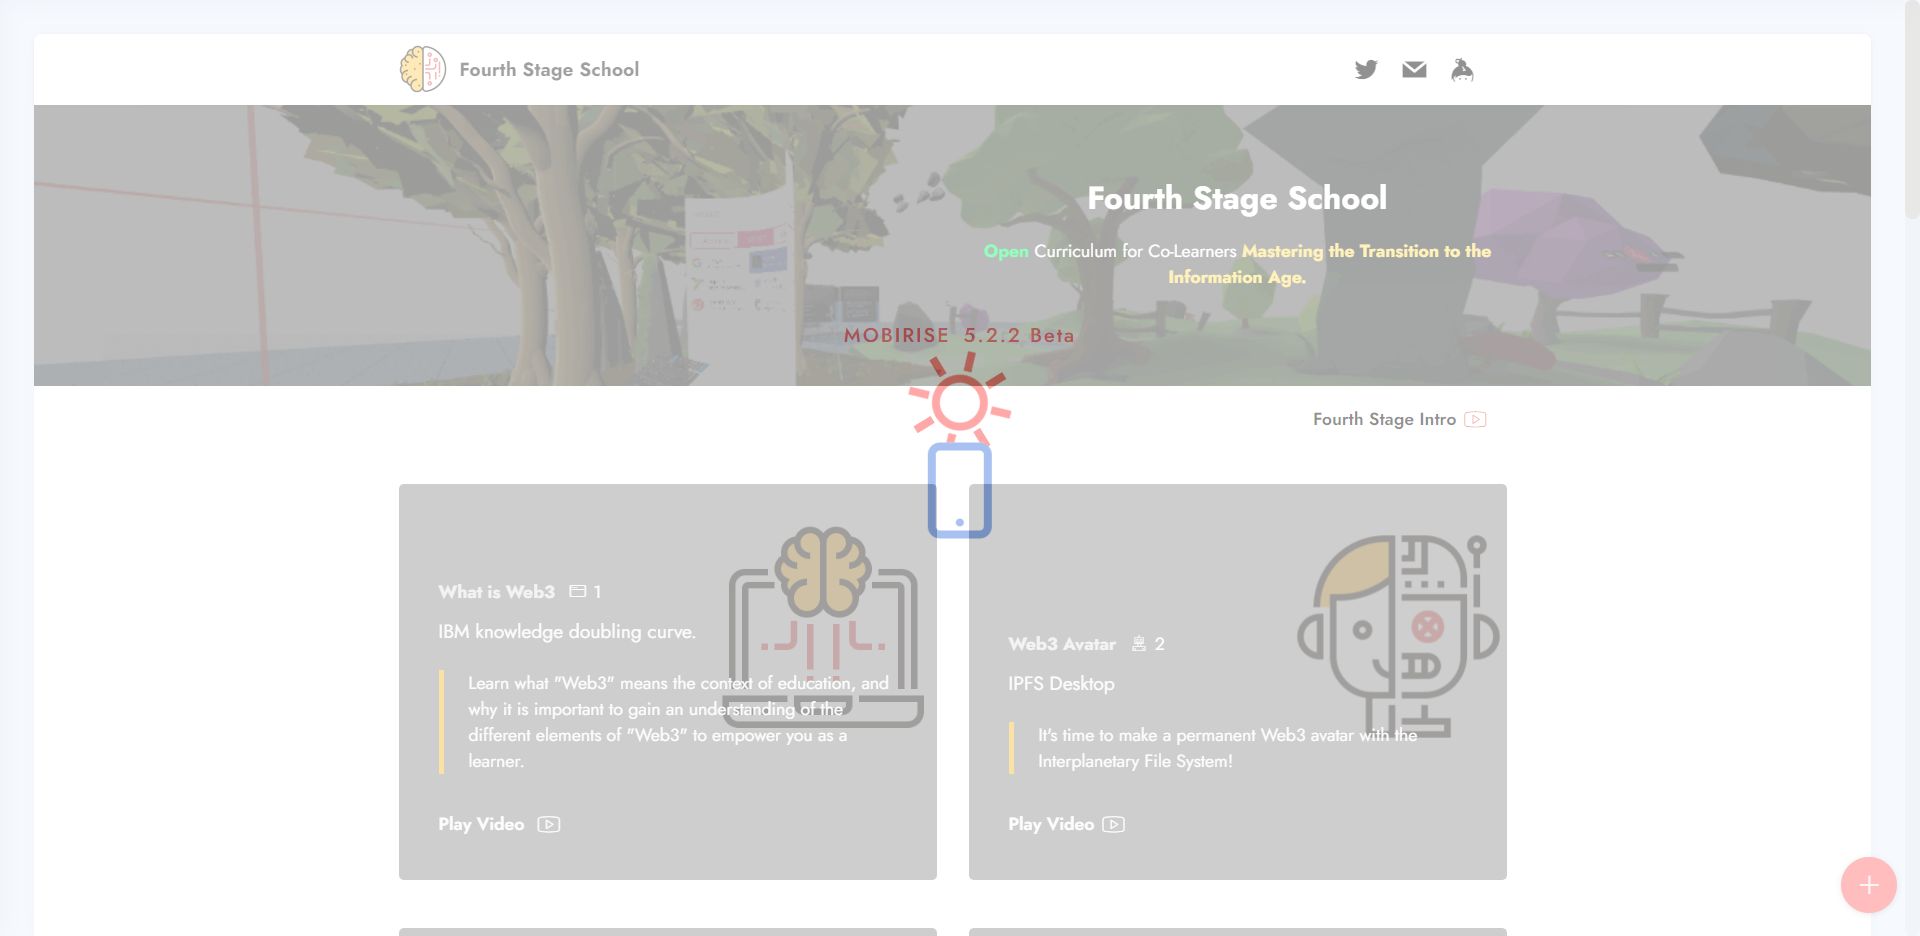 Fourth Stage School
Fourth Stage School
Open Curriculum for Co-Learners Mastering the Transition to the
Information Age.
MOBIRISE 5.2.2 Beta
Fourth Stage Intro
What is Web3 1
IBM knowledge doubling curve.
Learn what "Web3" means the context of education, and
why it is important to gain an understanding of the
different elements of "Web3" to empower you as a
learner.
Play Video
Web3 Avatar 2
IPFS Desktop
It's time to make a permanent Web3 avatar with the
Interplanetary File System!
Play Video